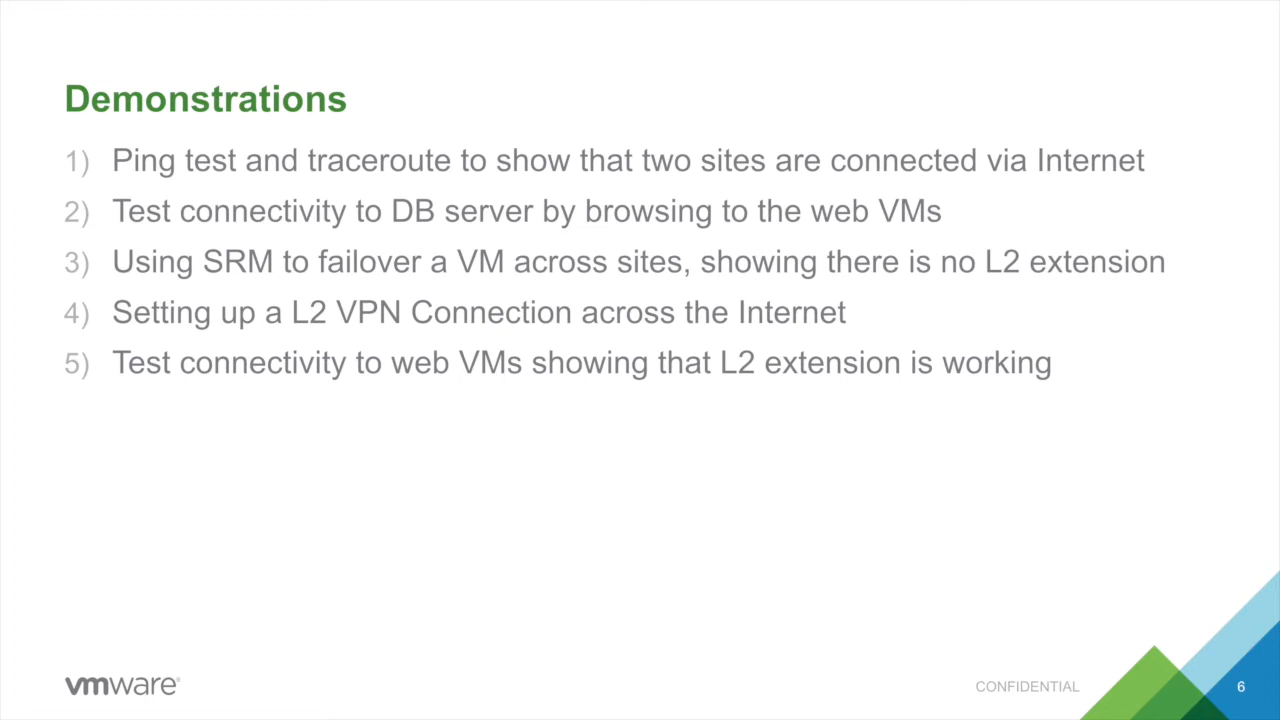 Demonstrations
1) Ping test and traceroute to show that two sites are connected via Internet
2) Test connectivity to DB server by browsing to the web VMs
3) Using SRM to failover a VM across sites, showing there is no L2 extension
4) Setting up a L2 VPN Connection across the Internet
5) Test connectivity to web VMs showing that L2 extension is working
vmware®
CONFIDENTIAL
6